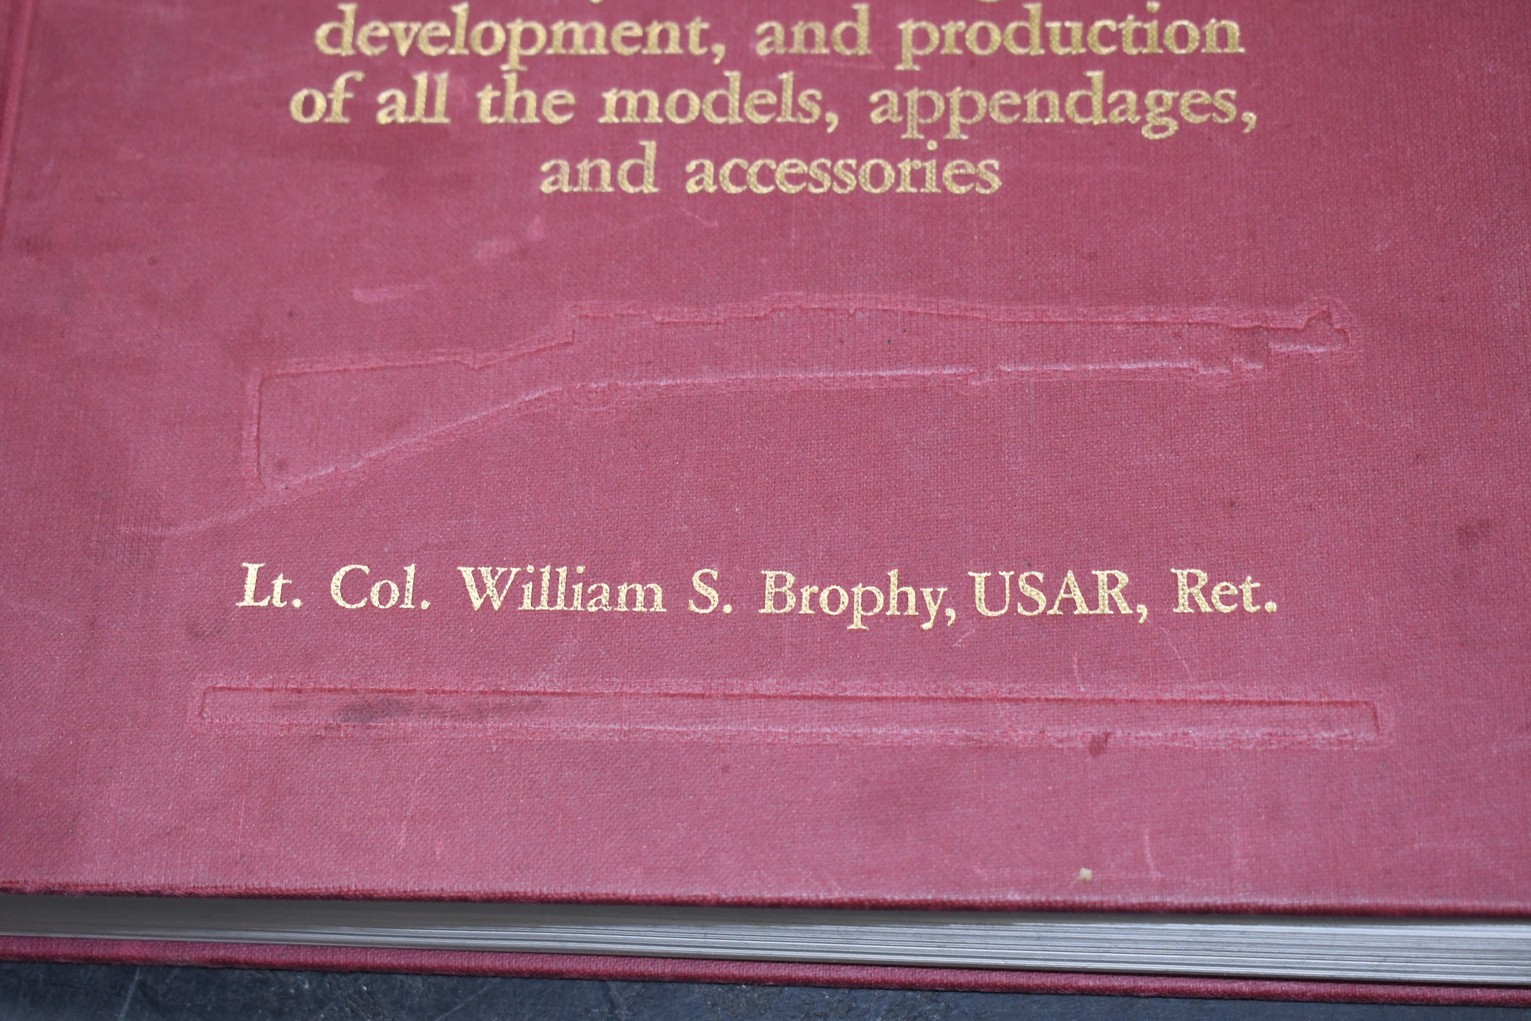 development, and production
of all the models, appendages,
and accessories
Lt. Col. William S. Brophy, USAR, Ret.